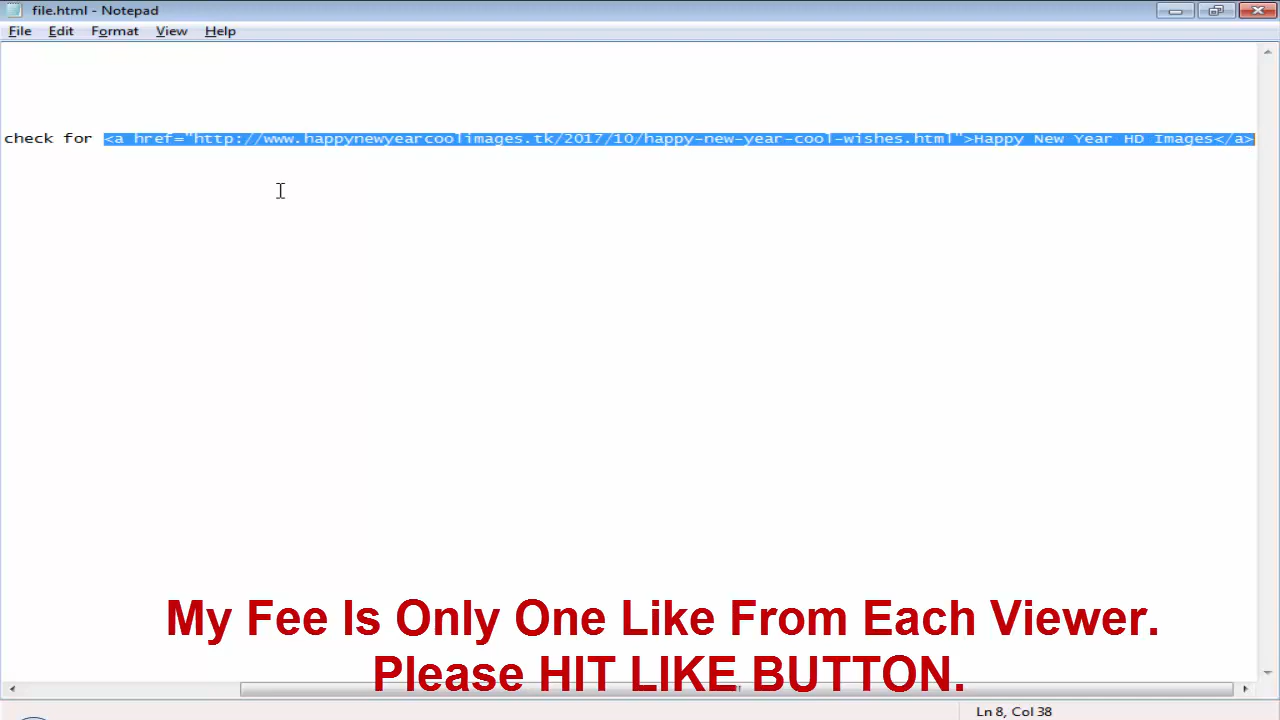 file.html - Notepad
File Edit Format View Help
check for <a href="http://www.happynewyearcoolimages.tk/2017/10/happy-new-year-cool-wishes.html">Happy New Year HD Images</a>
My Fee Is Only One Like From Each Viewer.
Please HIT LIKE BUTTON.
Ln 8, Col 38